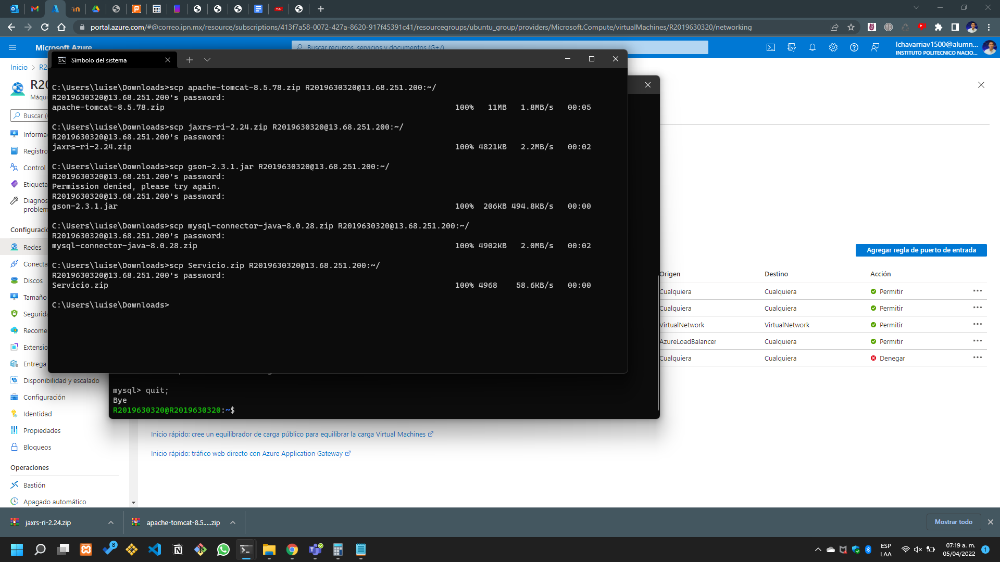 portal.azure.com/#@correo.ipn.mx/resource/subscriptions/413f7a58-0072-427a-8620-917f45391c41/resourcegroups/ubuntu_group/providers/Microsoft.Compute/virtualMachines/R2019630320/networking
Microsoft Azure
Buscar recursos, servicios y documentos (G+/)
lchavarriav1500@alumn...
INSTITUTO POLITECNICO NACIO...
Inicio > R2
R20
Máqui
Buscar (
Informa
Registro
Control
Etiqueta
Diagnos
problem
Configuració
Redes
Conecta
Discos
Tamaño
Segurida
Recome
Extensio
Entrega
Disponibilidad y escalado
Configuración
Identidad
Propiedades
Bloqueos
Operaciones
Bastión
Apagado automático
Símbolo del sistema
C:\Users\luise\Downloads>scp apache-tomcat-8.5.78.zip R2019630320@13.68.251.200:~/
R2019630320@13.68.251.200's password:
apache-tomcat-8.5.78.zip 100% 11MB 1.8MB/s 00:05
C:\Users\luise\Downloads>scp jaxrs-ri-2.24.zip R2019630320@13.68.251.200:~/
R2019630320@13.68.251.200's password:
jaxrs-ri-2.24.zip 100% 4821KB 2.2MB/s 00:02
C:\Users\luise\Downloads>scp gson-2.3.1.jar R2019630320@13.68.251.200:~/
R2019630320@13.68.251.200's password:
Permission denied, please try again.
R2019630320@13.68.251.200's password:
gson-2.3.1.jar 100% 206KB 494.8KB/s 00:00
C:\Users\luise\Downloads>scp mysql-connector-java-8.0.28.zip R2019630320@13.68.251.200:~/
R2019630320@13.68.251.200's password:
mysql-connector-java-8.0.28.zip 100% 4902KB 2.0MB/s 00:02
C:\Users\luise\Downloads>scp Servicio.zip R2019630320@13.68.251.200:~/
R2019630320@13.68.251.200's password:
Servicio.zip 100% 4968 58.6KB/s 00:00
C:\Users\luise\Downloads>
mysql> quit;
Bye
R2019630320@R2019630320:~$
Agregar regla de puerto de entrada
Origen Destino Acción
Cualquiera Cualquiera Permitir ...
Cualquiera Cualquiera Permitir ...
VirtualNetwork VirtualNetwork Permitir ...
AzureLoadBalancer Cualquiera Permitir ...
Cualquiera Cualquiera Denegar ...
Inicio rápido: cree un equilibrador de carga público para equilibrar la carga Virtual Machines
Inicio rápido: tráfico web directo con Azure Application Gateway
jaxrs-ri-2.24.zip
apache-tomcat-8.5.....zip
Mostrar todo
8
ESP
LAA
07:19 a. m.
05/04/2022
1